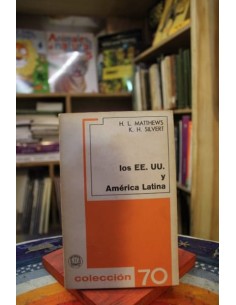 H. L. MATTHEWS
K. H. SILVERT
los EE. UU.
y
América Latina
colección 70